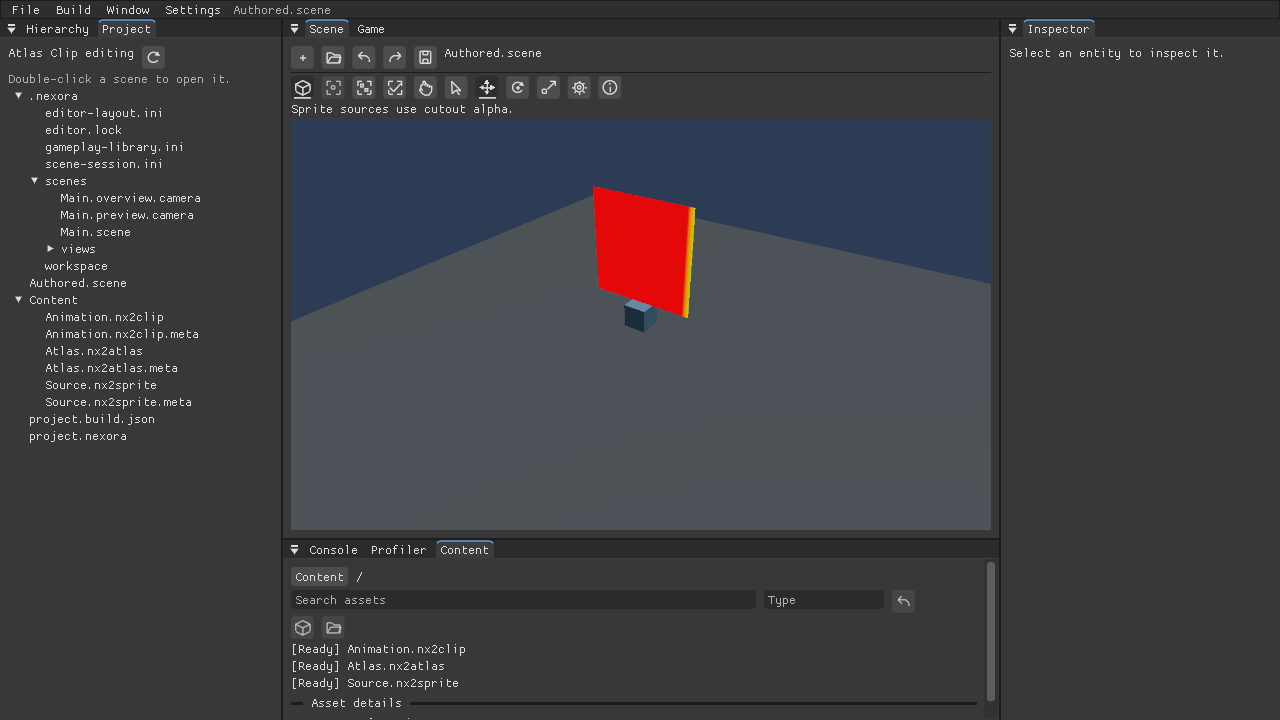 File Build Window Settings Authored.scene
Hierarchy Project
Atlas Clip editing
Double-click a scene to open it.
.nexora
editor-layout.ini
editor.lock
gameplay-library.ini
scene-session.ini
scenes
Main.overview.camera
Main.preview.camera
Main.scene
views
workspace
Authored.scene
Content
Animation.nx2clip
Animation.nx2clip.meta
Atlas.nx2atlas
Atlas.nx2atlas.meta
Source.nx2sprite
Source.nx2sprite.meta
project.build.json
project.nexora
Scene Game
+ Authored.scene
Sprite sources use cutout alpha.
Console Profiler Content
Content /
Search assets Type
[Ready] Animation.nx2clip
[Ready] Atlas.nx2atlas
[Ready] Source.nx2sprite
Asset details
Inspector
Select an entity to inspect it.